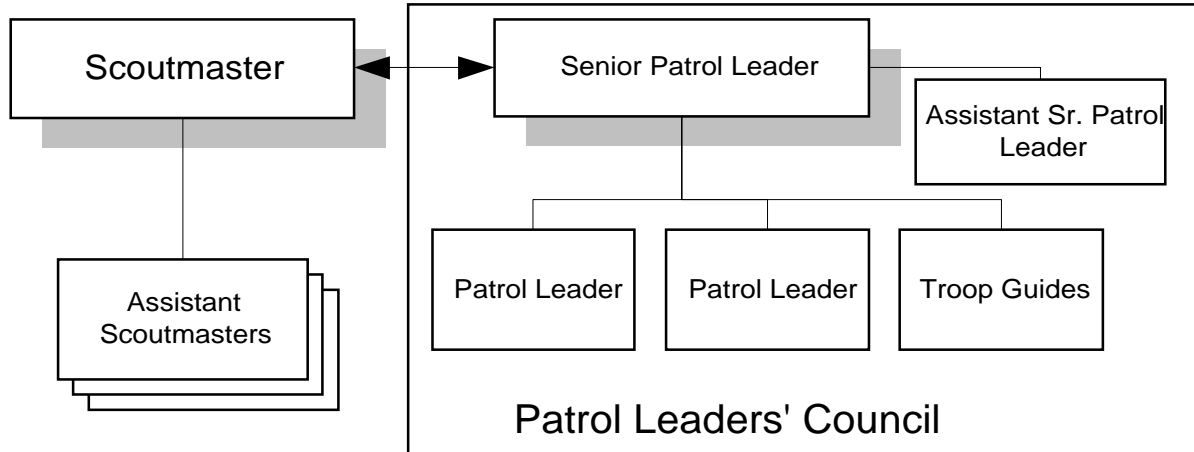 Scoutmaster
Senior Patrol Leader
Assistant Sr. Patrol
Leader
Assistant
Scoutmasters
Patrol Leader
Patrol Leader
Troop Guides
Patrol Leaders' Council